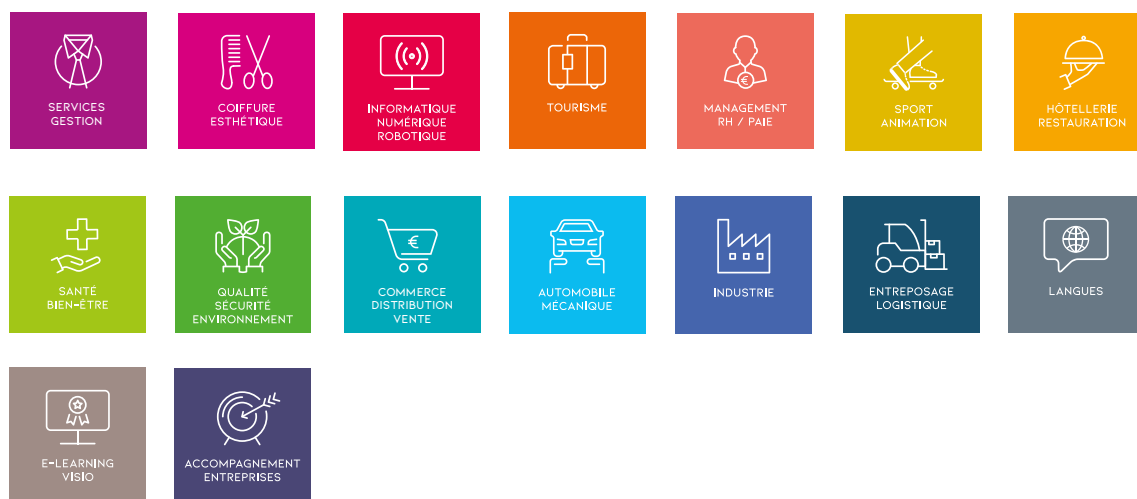 SERVICES
GESTION
COIFFURE
ESTHÉTIQUE
INFORMATIQUE
NUMÉRIQUE
ROBOTIQUE
TOURISME
MANAGEMENT
RH / PAIE
SPORT
ANIMATION
HÔTELLERIE
RESTAURATION
SANTÉ
BIEN-ÊTRE
QUALITÉ
SÉCURITÉ
ENVIRONNEMENT
€
COMMERCE
DISTRIBUTION
VENTE
AUTOMOBILE
MÉCANIQUE
INDUSTRIE
ENTREPOSAGE
LOGISTIQUE
LANGUES
E-LEARNING
VISIO
ACCOMPAGNEMENT
ENTREPRISES